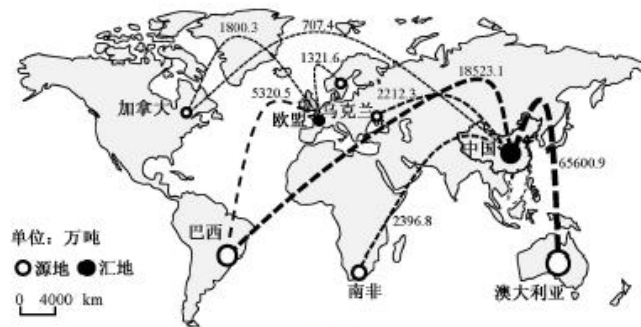 1800.3
707.4
1321.6
18523.1
5320.5
2212.3
加拿大
欧盟
乌克兰
中国
65600.9
2396.8
巴西
南非
澳大利亚
单位：万吨
源地 汇地
0 4000 km